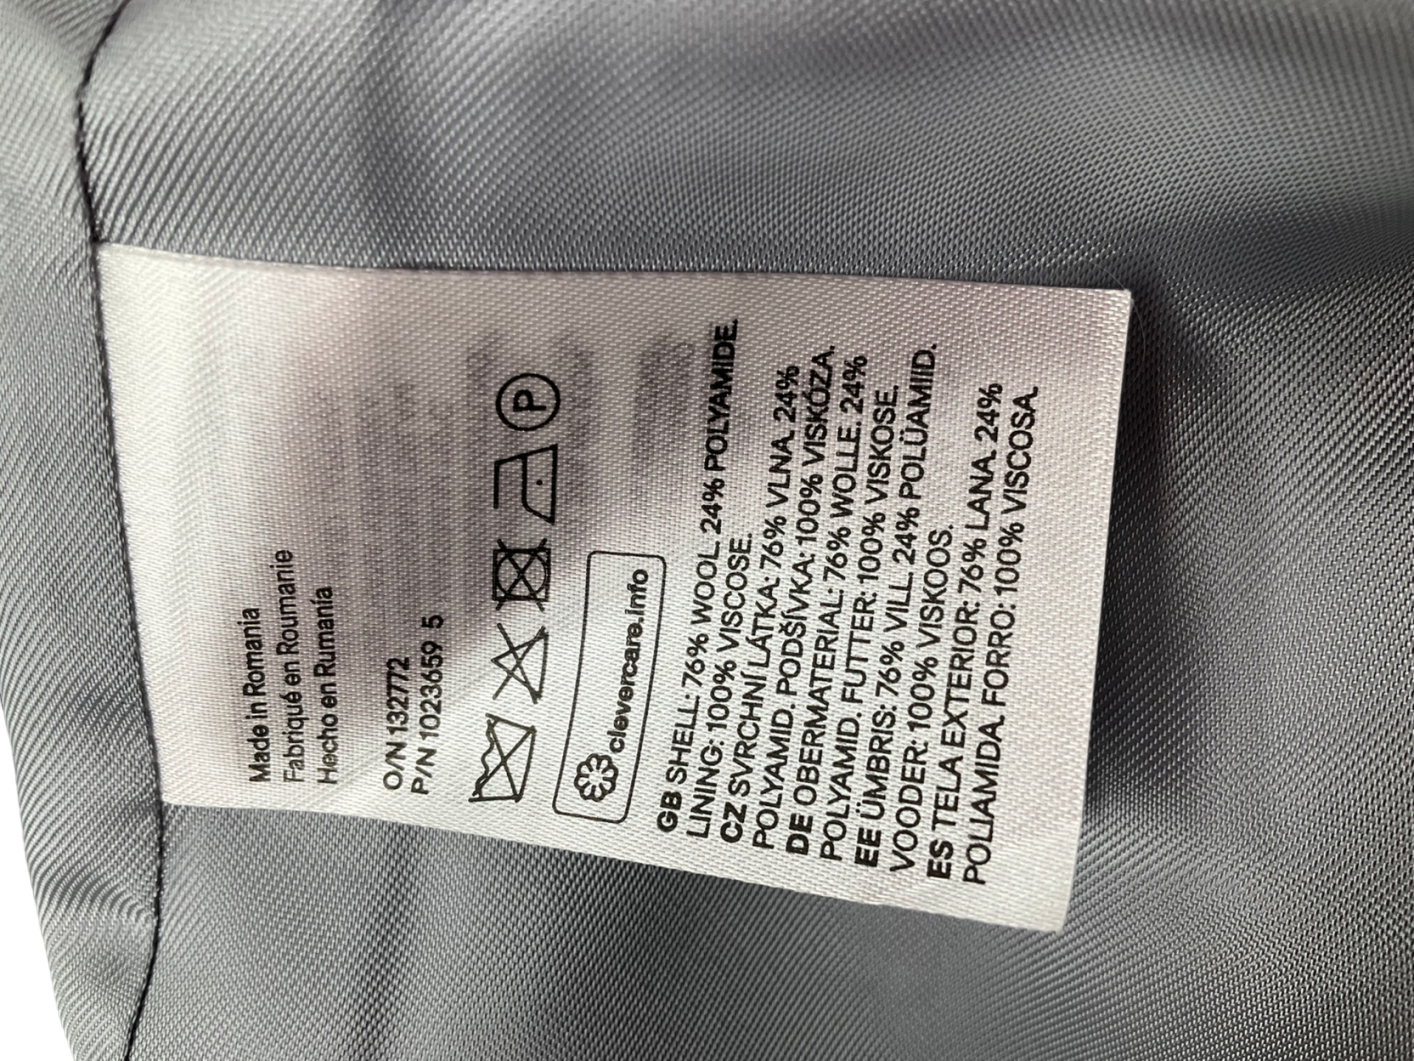 Made in Romania
Fabriqué en Roumanie
Hecho en Rumanía
O/N 132772
P/N 1023659 5
P
clevercare.info
GB SHELL: 76% WOOL. 24% POLYAMIDE.
LINING: 100% VISCOSE.
CZ SVRCHNÍ LÁTKA: 76% VLNA. 24%
POLYAMID. PODŠÍVKA: 100% VISKÓZA.
DE OBERMATERIAL: 76% WOLLE. 24%
POLYAMID. FUTTER: 100% VISKOSE.
EE ÜMBRIS: 76% VILL. 24% POLÜAMIID.
VOODER: 100% VISKOOS.
ES TELA EXTERIOR: 76% LANA. 24%
POLIAMIDA. FORRO: 100% VISCOSA.